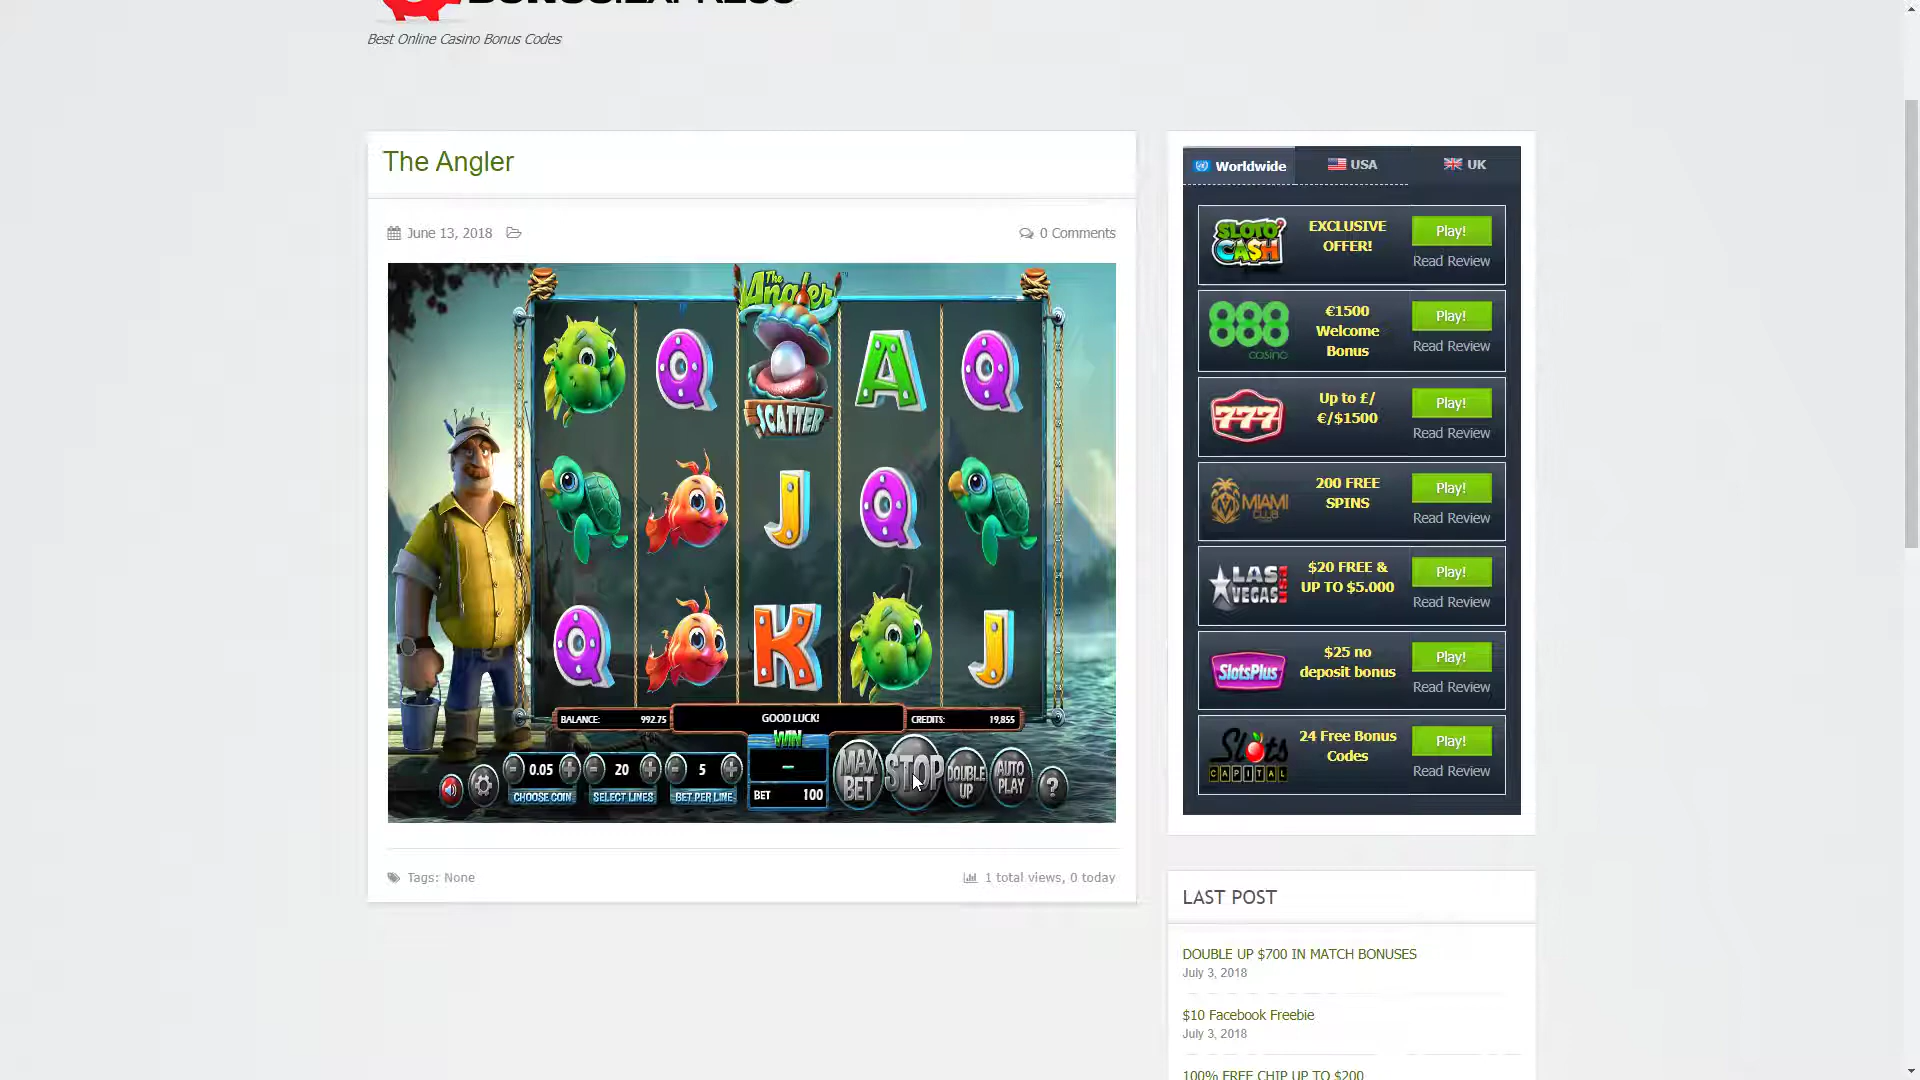 Best Online Casino Bonus Codes
The Angler
June 13, 2018
0 Comments
The
Angler
Q
A
Q
SCATTER
J
Q
Q
K
J
BALANCE: 992.75
GOOD LUCK!
CREDITS: 19,855
WIN
0.05
20
5
CHOOSE COIN
SELECT LINES
BET PER LINE
BET 100
MAX
BET
STOP
DOUBLE
UP
AUTO
PLAY
?
Tags: None
1 total views, 0 today
Worldwide
USA
UK
SLOTO'
CASH
EXCLUSIVE
OFFER!
Play!
Read Review
888
casino
€1500
Welcome
Bonus
Play!
Read Review
777
Up to £/
€/$1500
Play!
Read Review
MIAMI
CLUB
200 FREE
SPINS
Play!
Read Review
LAS
VEGAS
USA
$20 FREE &
UP TO $5.000
Play!
Read Review
SlotsPlus
$25 no
deposit bonus
Play!
Read Review
Slots
CAPITAL
24 Free Bonus
Codes
Play!
Read Review
LAST POST
DOUBLE UP $700 IN MATCH BONUSES
July 3, 2018
$10 Facebook Freebie
July 3, 2018
100% FREE CHIP UP TO $200